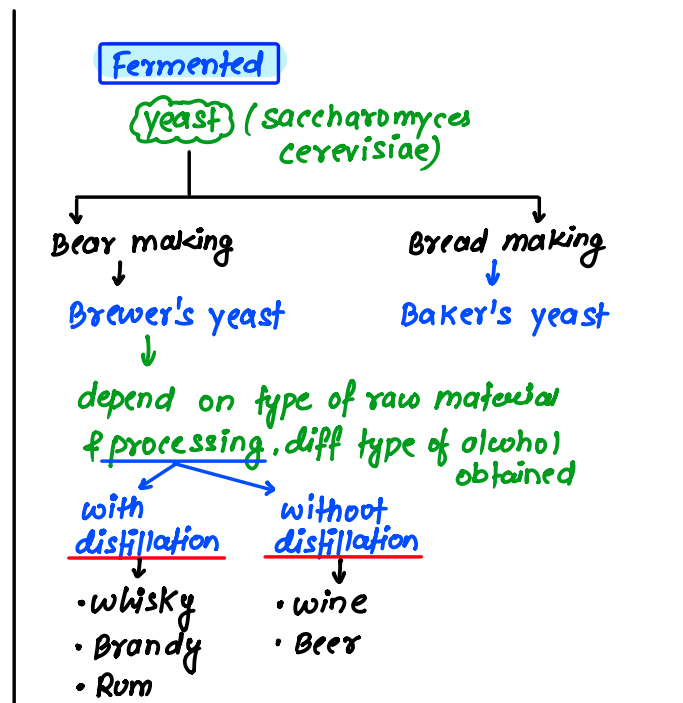 Fermented
yeast (saccharomyces
cerevisiae)
Bear making Bread making
Brewer's yeast Baker's yeast
depend on type of raw material
& processing. diff type of alcohol
obtained
with without
distillation distillation
• Whisky • Wine
• Brandy • Beer
• Rum